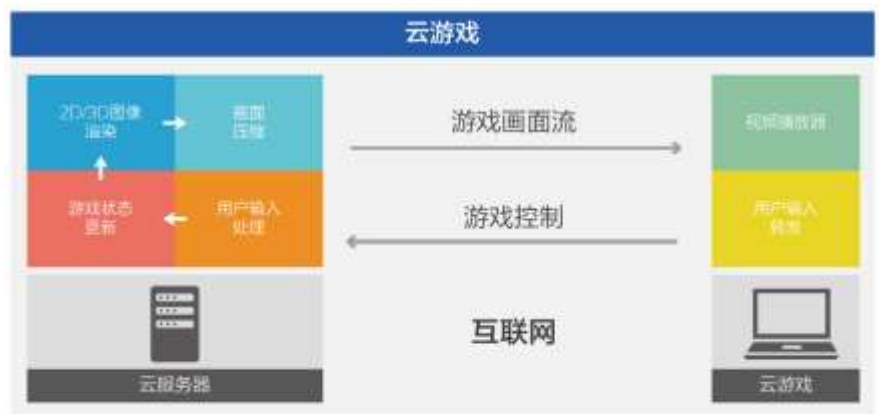 云游戏
2D/3D图像
渲染
画面
压缩
游戏画面流
视频播放器
游戏状态
更新
用户输入
处理
游戏控制
用户输入
转发
互联网
云服务器
云游戏